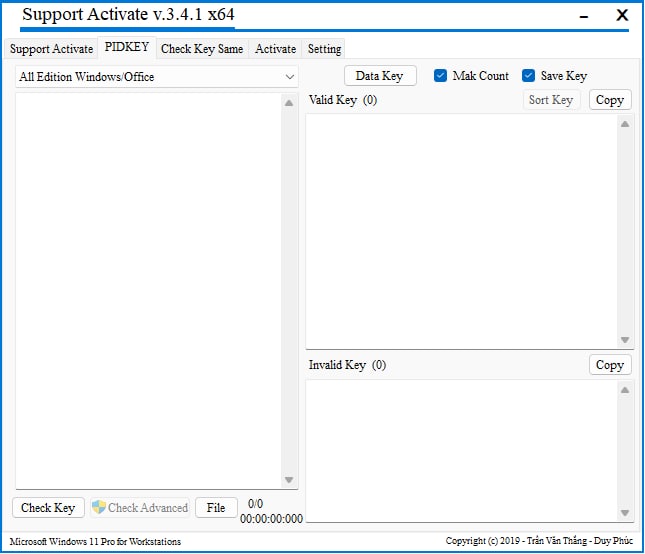 Support Activate v.3.4.1 x64
Support Activate PIDKEY Check Key Same Activate Setting
All Edition Windows/Office
Data Key Mak Count Save Key
Valid Key (0) Sort Key Copy
Invalid Key (0) Copy
Check Key Check Advanced File 0/0
00:00:00:000
Microsoft Windows 11 Pro for Workstations
Copyright (c) 2019 - Trần Văn Thắng - Duy Phúc